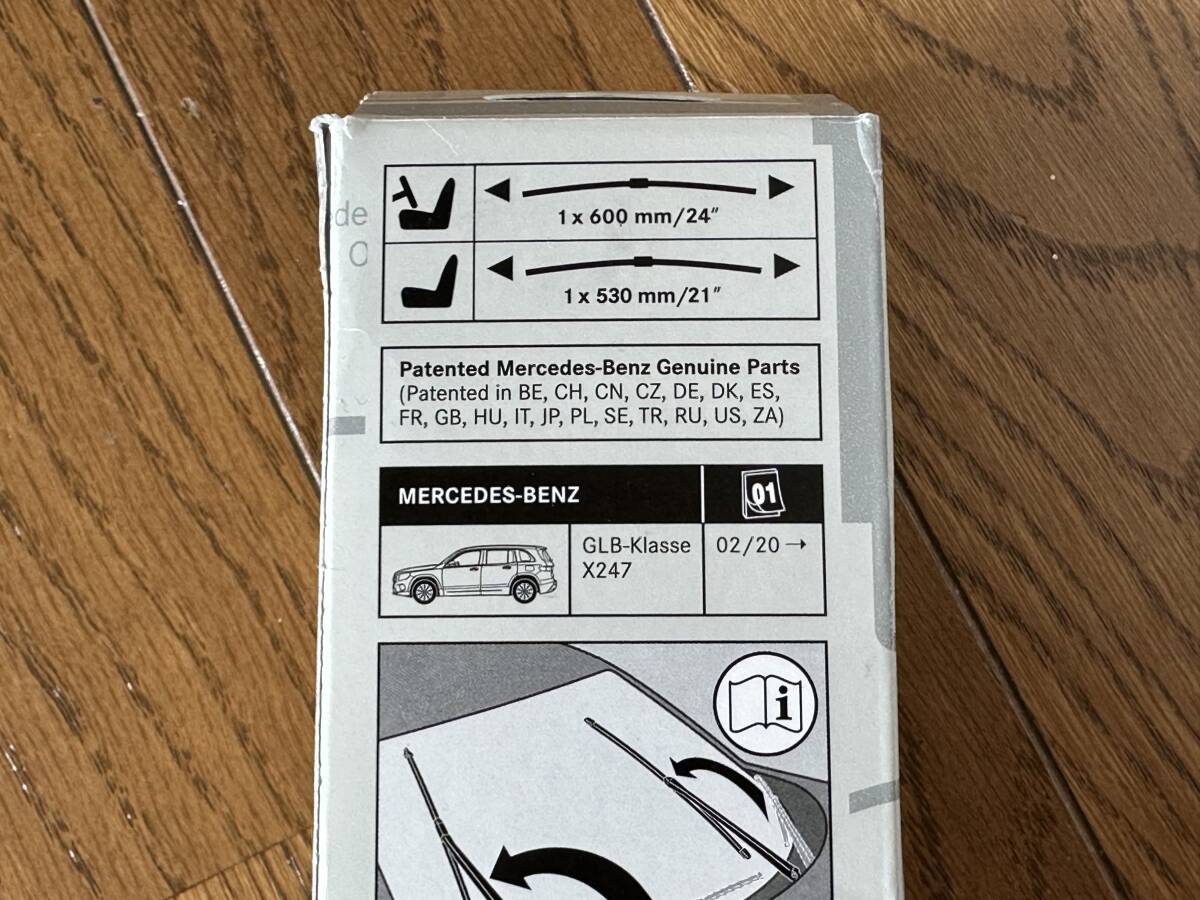 de
O
1 x 600 mm/24″
1 x 530 mm/21″
Patented Mercedes-Benz Genuine Parts
(Patented in BE, CH, CN, CZ, DE, DK, ES,
FR, GB, HU, IT, JP, PL, SE, TR, RU, US, ZA)
MERCEDES-BENZ
01
GLB-Klasse
X247
02/20 →
i